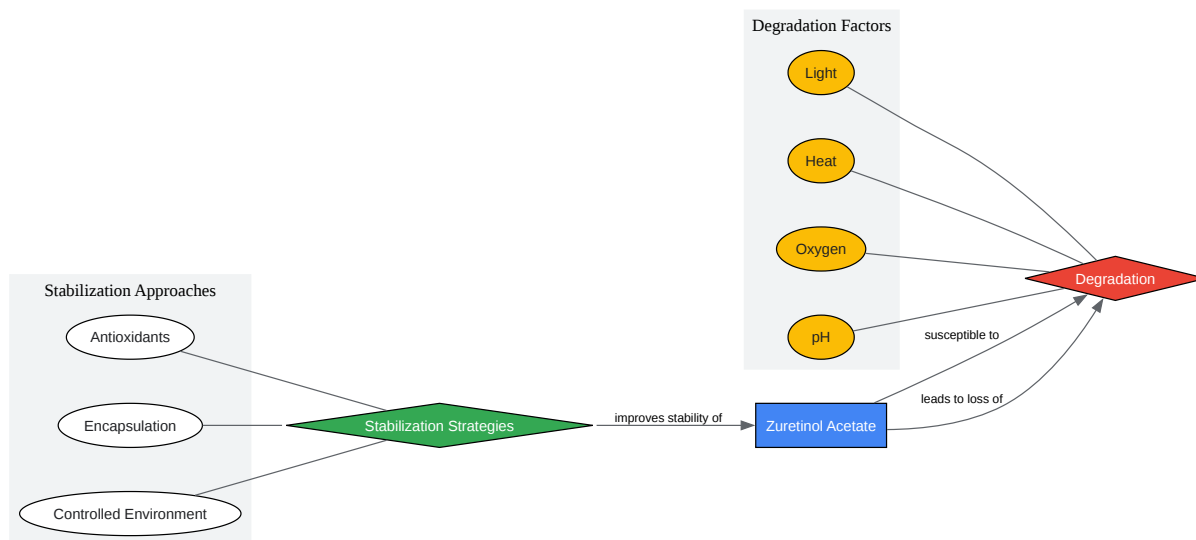 Degradation Factors
Light
Heat
Oxygen
pH
Degradation
Stabilization Approaches
Antioxidants
Encapsulation
Controlled Environment
Stabilization Strategies
improves stability of
Zuretinol Acetate
susceptible to
leads to loss of